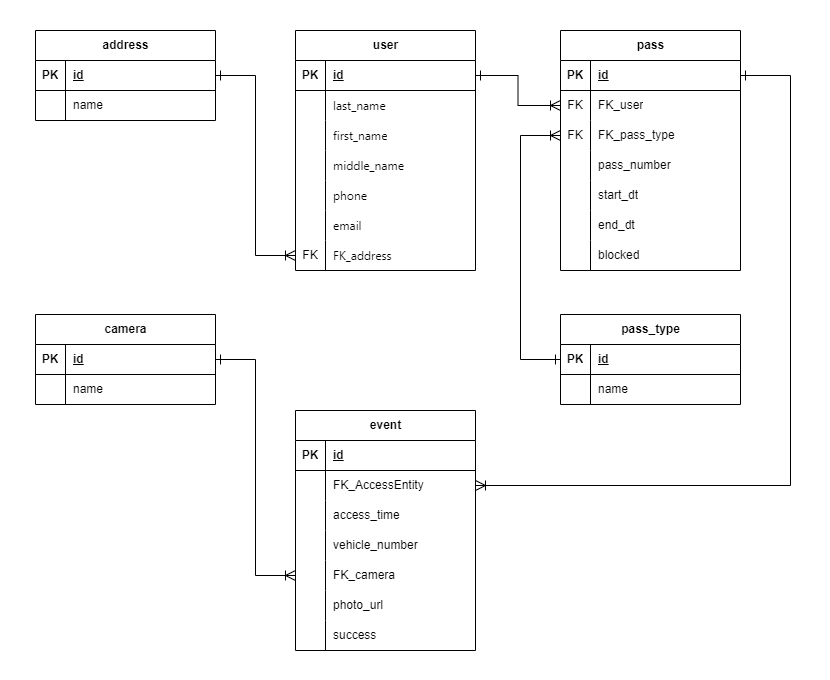 address
PK id
name
user
PK id
last_name
first_name
middle_name
phone
email
FK FK_address
pass
PK id
FK FK_user
FK FK_pass_type
pass_number
start_dt
end_dt
blocked
camera
PK id
name
pass_type
PK id
name
event
PK id
FK_AccessEntity
access_time
vehicle_number
FK_camera
photo_url
success